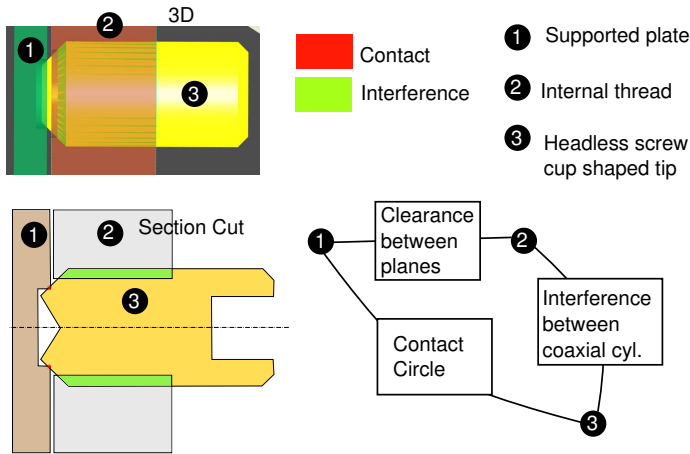 3D
1
2
3
Contact
Interference
1 Supported plate
2 Internal thread
3 Headless screw
cup shaped tip
1
2
Section Cut
3
1
Clearance
between
planes
2
Interference
between
coaxial cyl.
Contact
Circle
3